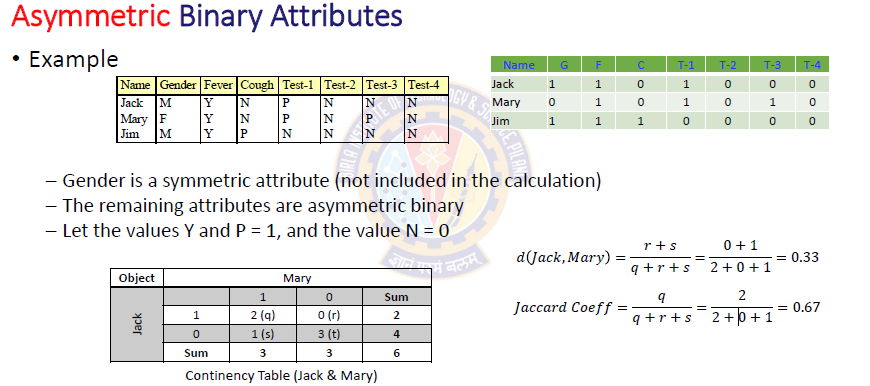 Asymmetric Binary Attributes
• Example
Name Gender Fever Cough Test-1 Test-2 Test-3 Test-4
Jack M Y N P N N N
Mary F Y N P N P N
Jim M Y P N N N N
Name G F C T-1 T-2 T-3 T-4
Jack 1 1 0 1 0 0 0
Mary 0 1 0 1 0 1 0
Jim 1 1 1 0 0 0 0
– Gender is a symmetric attribute (not included in the calculation)
– The remaining attributes are asymmetric binary
– Let the values Y and P = 1, and the value N = 0
d(Jack, Mary) = r + s / q + r + s = 0 + 1 / 2 + 0 + 1 = 0.33
Jaccard Coeff = q / q + r + s = 2 / 2 + 0 + 1 = 0.67
Object Mary
1 0 Sum
Jack 1 2 (q) 0 (r) 2
0 1 (s) 3 (t) 4
Sum 3 3 6
Continency Table (Jack & Mary)